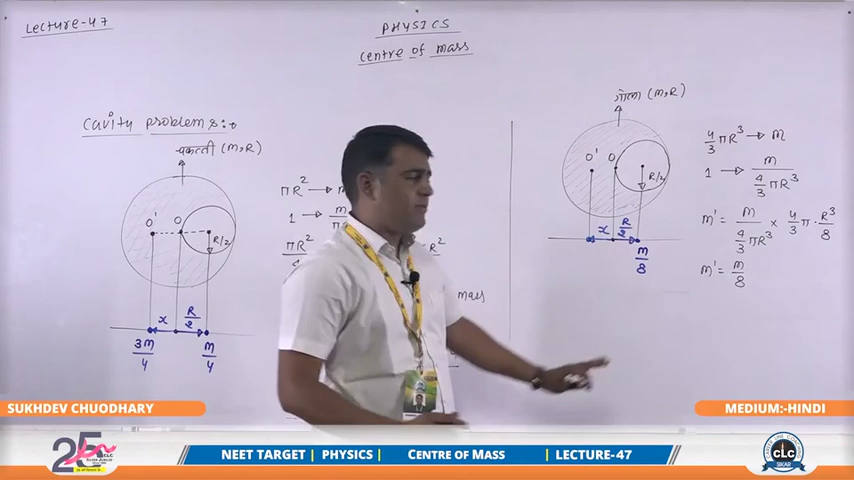 Lecture-47
PHYSICS
Centre of mass
Cavity problems:-
चकती (M, R)
O' O
R/2
x R/2
3M/4 M/4
πR² → M
1 → M
πR²
R²
mass
गोला (M, R)
O' O
R/2
x R/2
M/8
4/3 πR³ → M
1 → M / 4/3 πR³
M' = M / 4/3 πR³ × 4/3 π · R³/8
M' = M/8
SUKHDEV CHUODHARY
MEDIUM:-HINDI
25
CLC
NEET TARGET | PHYSICS | CENTRE OF MASS | LECTURE-47
CLC
SIKAR